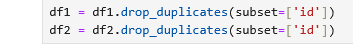 df1 = df1.drop_duplicates(subset=['id'])
df2 = df2.drop_duplicates(subset=['id'])